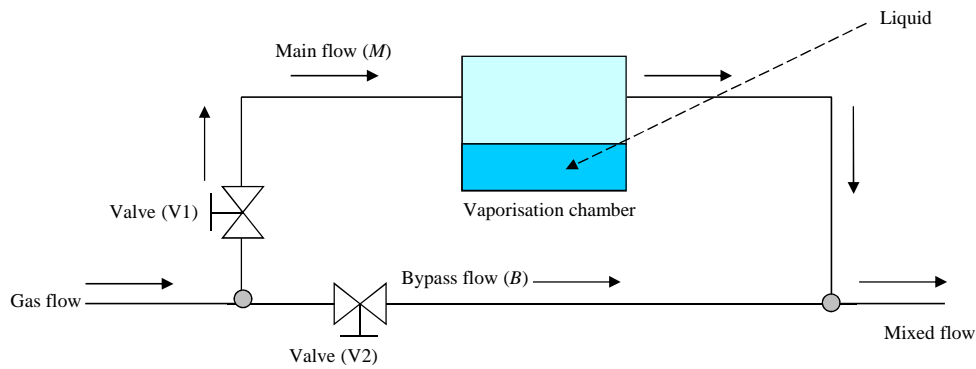 Liquid
Main flow (M)
Valve (V1)
Vaporisation chamber
Bypass flow (B)
Gas flow
Mixed flow
Valve (V2)